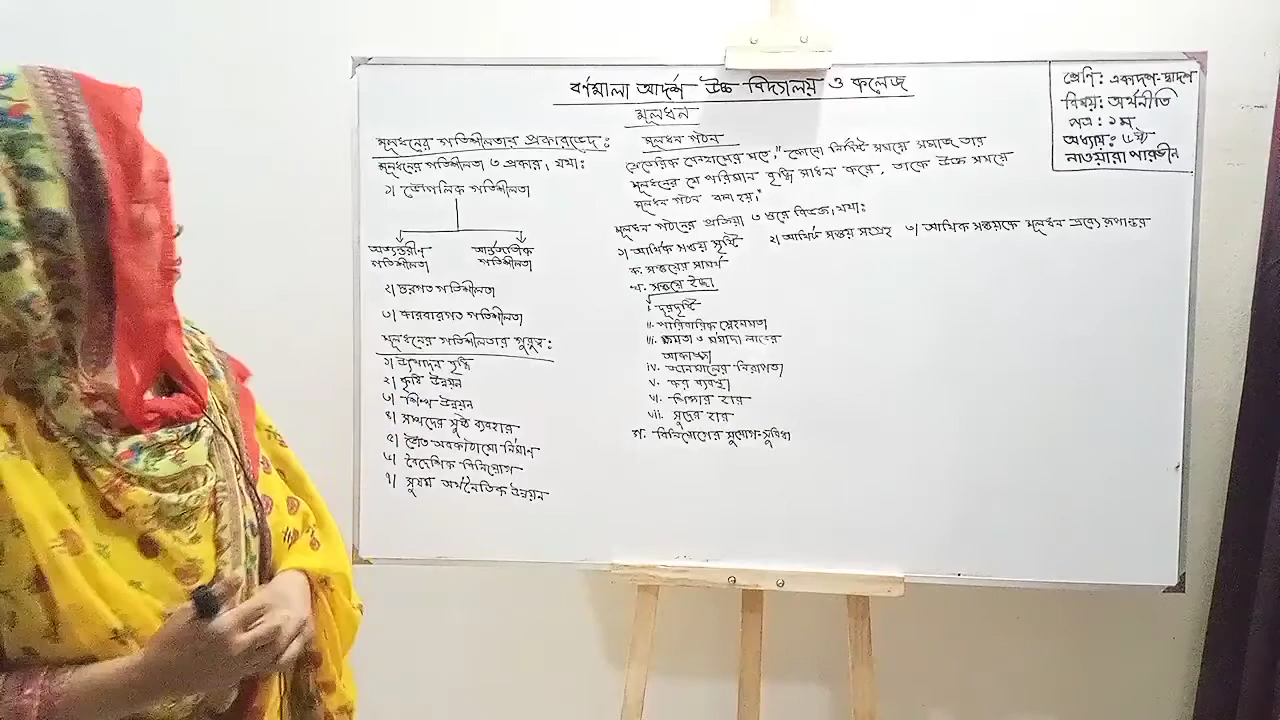 বর্ণমালা আদর্শ উচ্চ বিদ্যালয় ও কলেজ
মূলধন
শ্রেণি: একাদশ-দ্বাদশ
বিষয়: অর্থনীতি
পত্র: ১ম
অধ্যায়: ৬ষ্ঠ
নাওয়ারা পারভীন
মূলধনের গতিশীলতার প্রকারভেদ:
মূলধনের গতিশীলতা ৩ প্রকার, যথা:
১) ভৌগলিক গতিশীলতা
অভ্যন্তরীণ গতিশীলতা
আন্তর্জাতিক গতিশীলতা
২) স্তরগত গতিশীলতা
৩) কারবারগত গতিশীলতা
মূলধনের গতিশীলতার গুরুত্ব:
১) উৎপাদন বৃদ্ধি
২) কৃষি উন্নয়ন
৩) শিল্প উন্নয়ন
৪) সম্পদের সুষ্ঠু ব্যবহার
৫) ভৌত অবকাঠামো নির্মাণ
৬) বৈদেশিক বিনিয়োগ
৭) সুষম অর্থনৈতিক উন্নয়ন
মূলধন গঠন
বেনহামের মতে, "কোনো নির্দিষ্ট সময়ে সমাজ তার
মূলধনের যে পরিমান বৃদ্ধি সাধন করে, তাকে উক্ত সময়ে
মূলধন গঠন বলা হয়।"
মূলধন গঠনের প্রক্রিয়া ৩ স্তরে বিভক্ত, যথা:
১) আর্থিক সঞ্চয় সৃষ্টি ২) আর্থিক সঞ্চয় সংগ্রহ ৩) আর্থিক সঞ্চয়কে মূলধন দ্রব্যে রূপান্তর
ক. সঞ্চয়ের সামর্থ
খ. সঞ্চয়ে ইচ্ছা
i. দূরদৃষ্টি
ii. পারিবারিক স্নেহমমতা
iii. ক্ষমতা ও মর্যাদা লাভের
আকাঙ্ক্ষা
iv. জানমালের নিরাপত্তা
v. কর ব্যবস্থা
vi. শিক্ষার হার
vii. সুদের হার
গ. বিনিয়োগের সুযোগ-সুবিধা